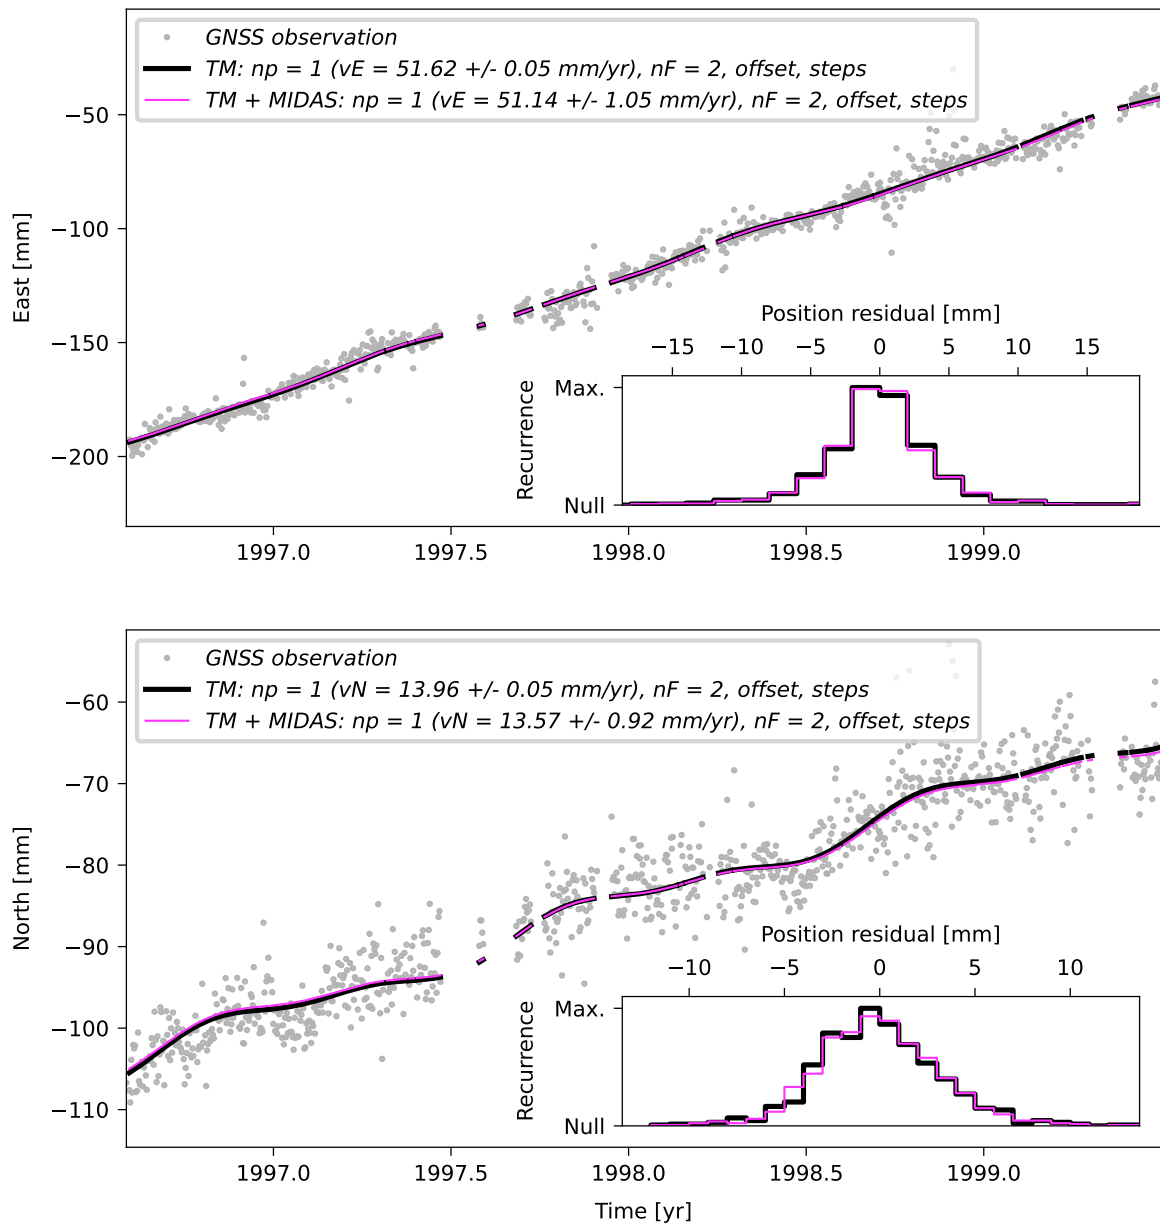 GNSS observation
TM: np = 1 (vE = 51.62 +/- 0.05 mm/yr), nF = 2, offset, steps
TM + MIDAS: np = 1 (vE = 51.14 +/- 1.05 mm/yr), nF = 2, offset, steps
−50
−100
−150
−200
East [mm]
Position residual [mm]
−15 −10 −5 0 5 10 15
Max.
Null
Recurrence
1997.0 1997.5 1998.0 1998.5 1999.0
GNSS observation
TM: np = 1 (vN = 13.96 +/- 0.05 mm/yr), nF = 2, offset, steps
TM + MIDAS: np = 1 (vN = 13.57 +/- 0.92 mm/yr), nF = 2, offset, steps
−60
−70
−80
−90
−100
−110
North [mm]
Position residual [mm]
−10 −5 0 5 10
Max.
Null
Recurrence
1997.0 1997.5 1998.0 1998.5 1999.0
Time [yr]